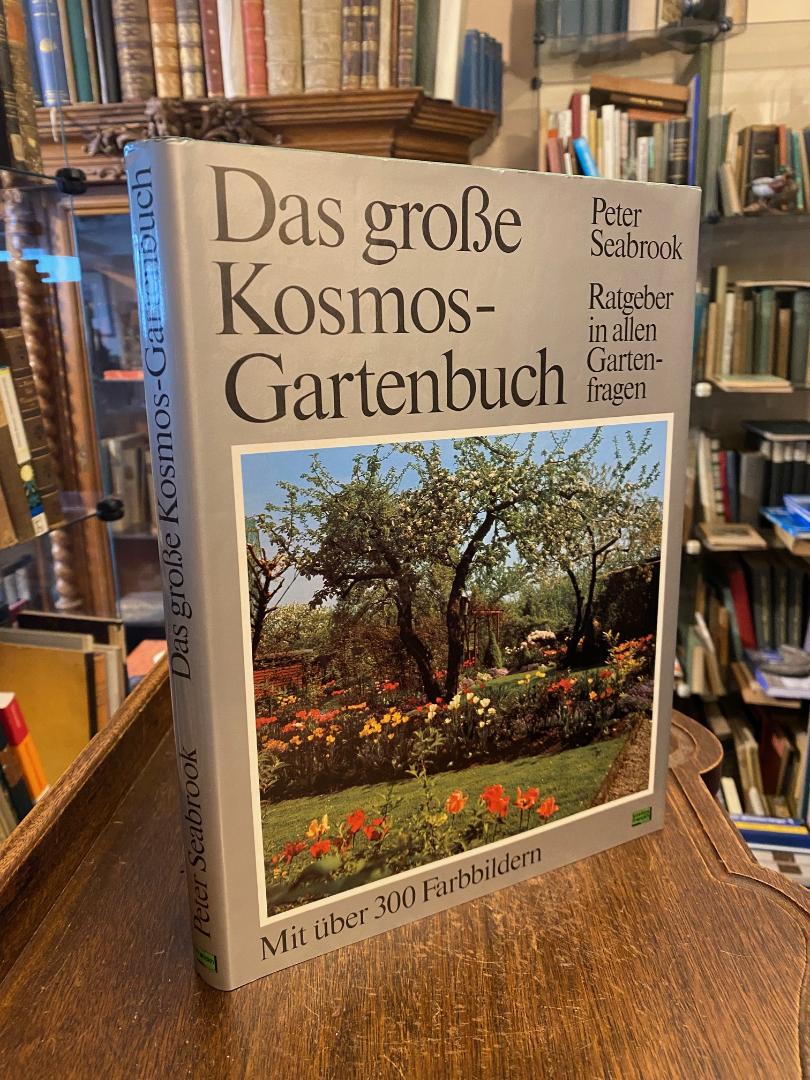 Das große
Kosmos-
Gartenbuch
Peter
Seabrook
Ratgeber
in allen
Garten-
fragen
Mit über 300 Farbbildern
Peter Seabrook Das große Kosmos-Gartenbuch